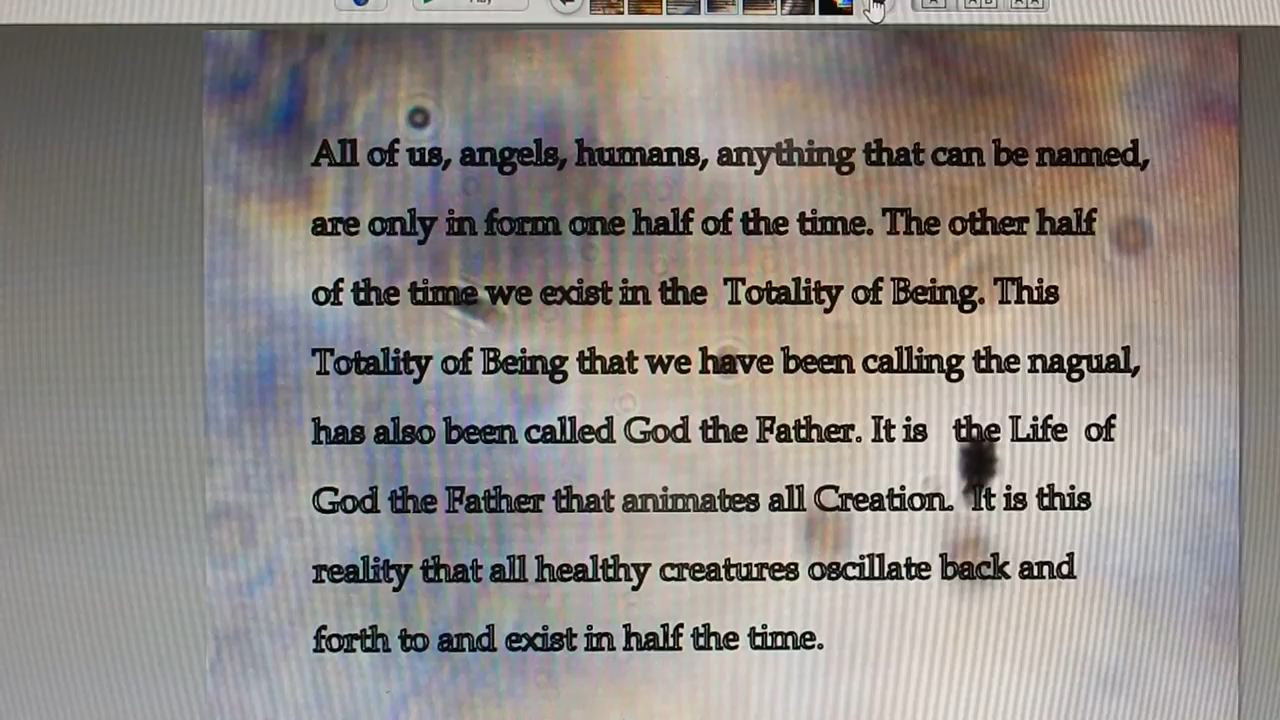 All of us, angels, humans, anything that can be named,
are only in form one half of the time. The other half
of the time we exist in the Totality of Being. This
Totality of Being that we have been calling the nagual,
has also been called God the Father. It is the Life of
God the Father that animates all Creation. It is this
reality that all healthy creatures oscillate back and
forth to and exist in half the time.